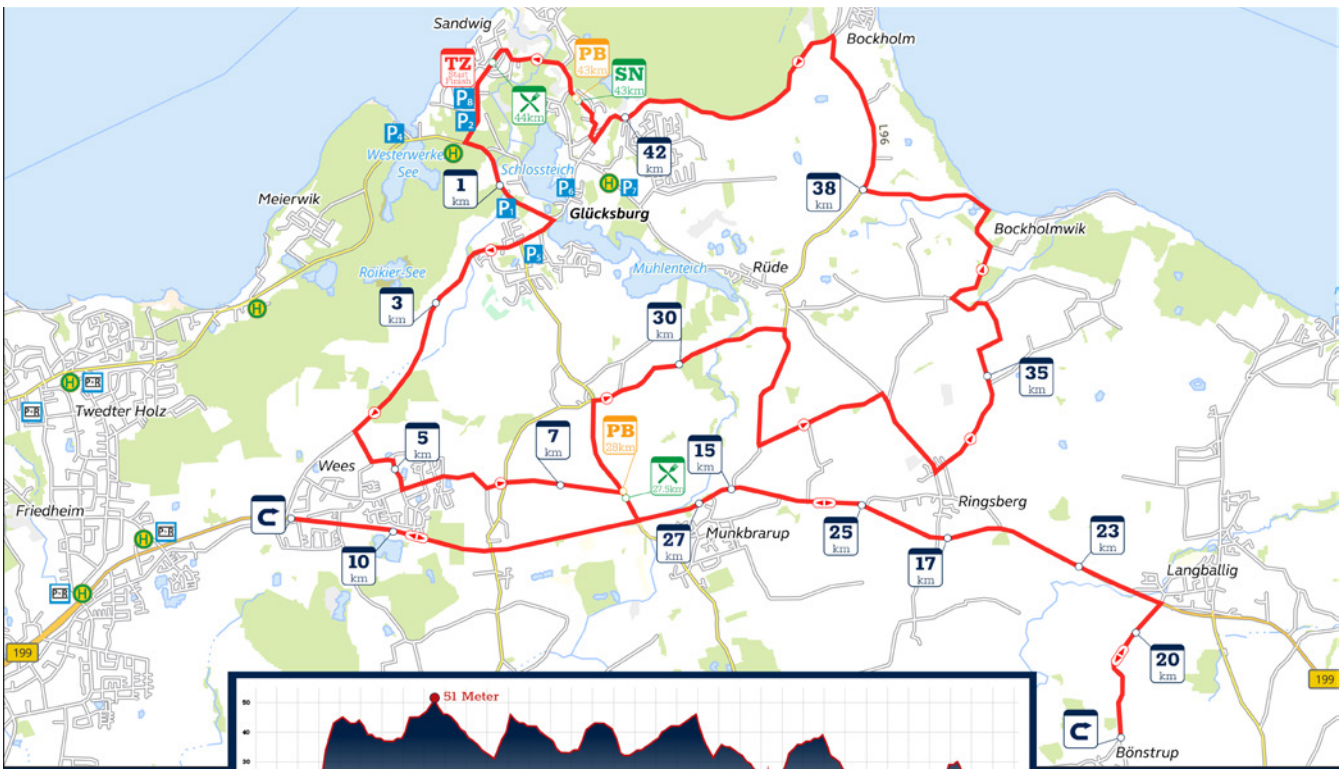 Sandwig
Bockholm
TZ
Start
Finish
PB
43km
SN
43km
P8
P2
44km
P4
L96
Westerwerker
See
42
km
Schlossteich
1
km
P6
P7
38
km
Meierwik
P1
Glücksburg
Bockholmwik
P5
Rüde
Roikier-See
Mühlenteich
3
km
30
km
35
km
Twedter Holz
P+R
P+R
PB
28km
5
km
7
km
15
km
Wees
27.5km
Ringsberg
Friedheim
P+R
Munkbrarup
10
km
27
km
25
km
17
km
23
km
Langballig
P+R
199
20
km
199
51 Meter
50
40
30
Bönstrup
H
H
H
H
H
H